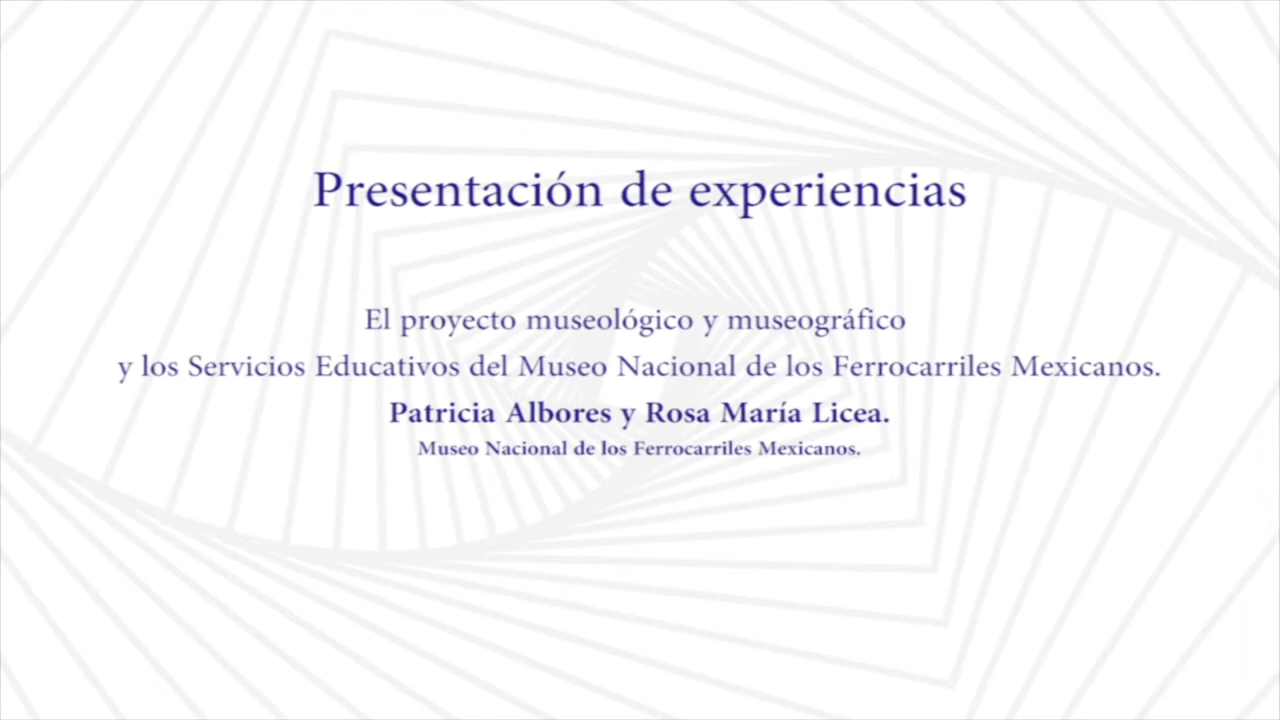 Presentación de experiencias
El proyecto museológico y museográfico
y los Servicios Educativos del Museo Nacional de los Ferrocarriles Mexicanos.
Patricia Albores y Rosa María Licea.
Museo Nacional de los Ferrocarriles Mexicanos.